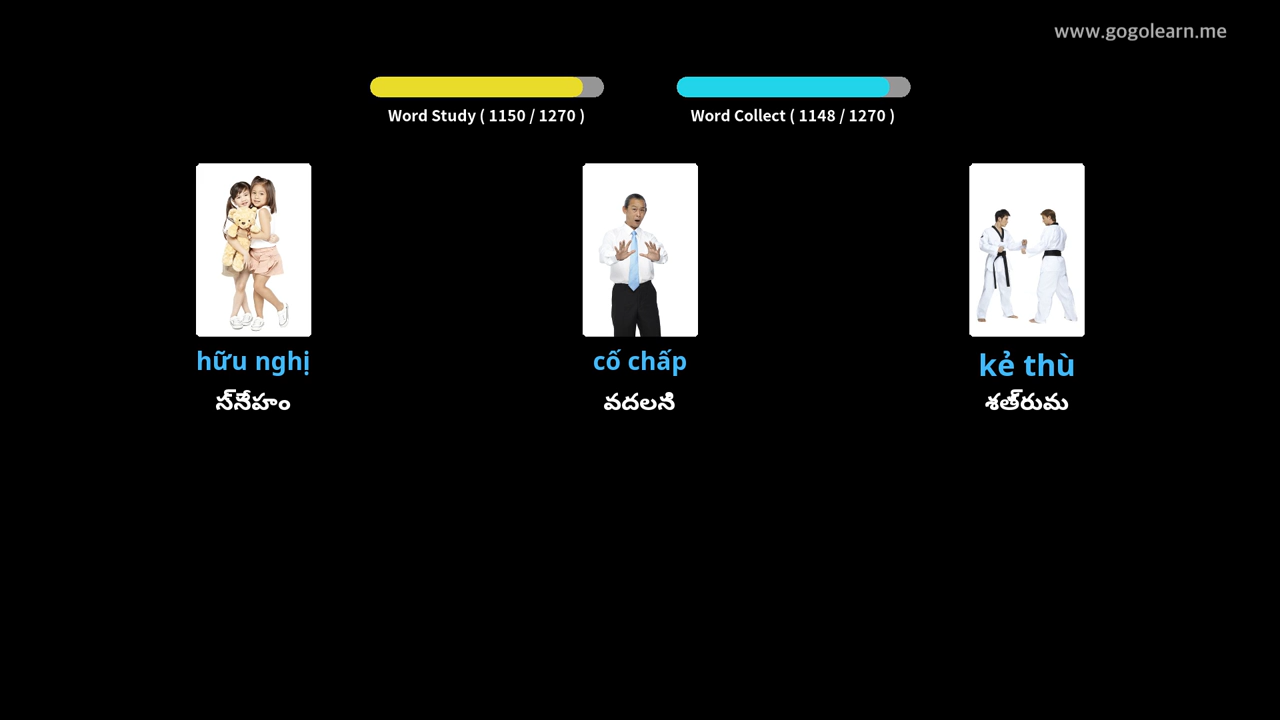 www.gogolearn.me
Word Study ( 1150 / 1270 )
Word Collect ( 1148 / 1270 )
hữu nghị
cố chấp
kẻ thù
స్నేహం
వదలని
శత్రుమ